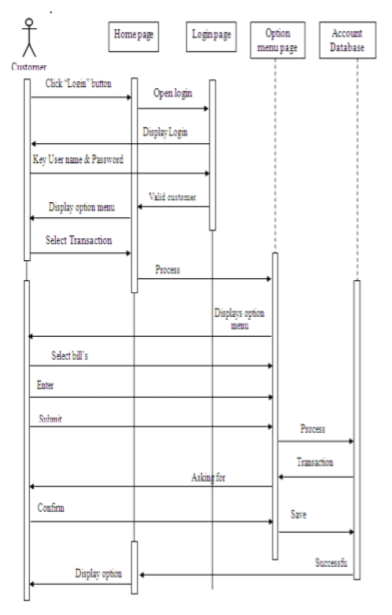 Home page
Login page
Option
menu page
Account
Database
Customer
Click "Login" button
Open login
Display Login
Key User name & Password
Valid customer
Display option menu
Select Transaction
Process
Displays option
menu
Select bill's
Enter
Submit
Process
Transaction
Asking for
Confirm
Save
Successfu
Display option